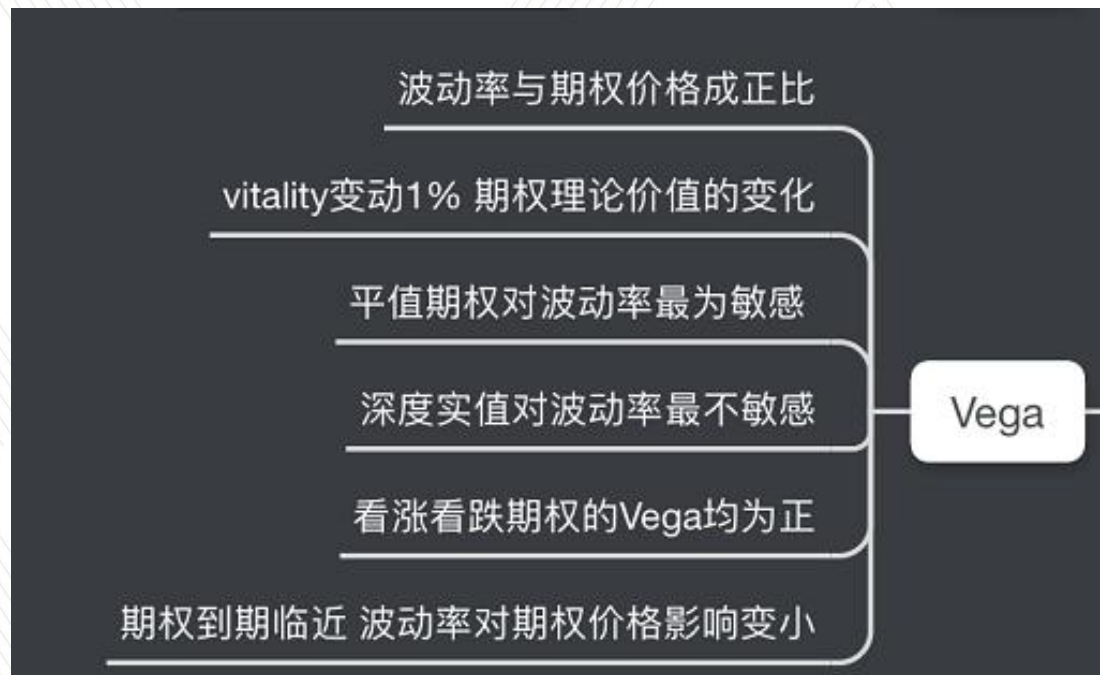 波动率与期权价格成正比
vitality变动1% 期权理论价值的变化
平值期权对波动率最为敏感
深度实值对波动率最不敏感
看涨看跌期权的Vega均为正
期权到期临近 波动率对期权价格影响变小
Vega